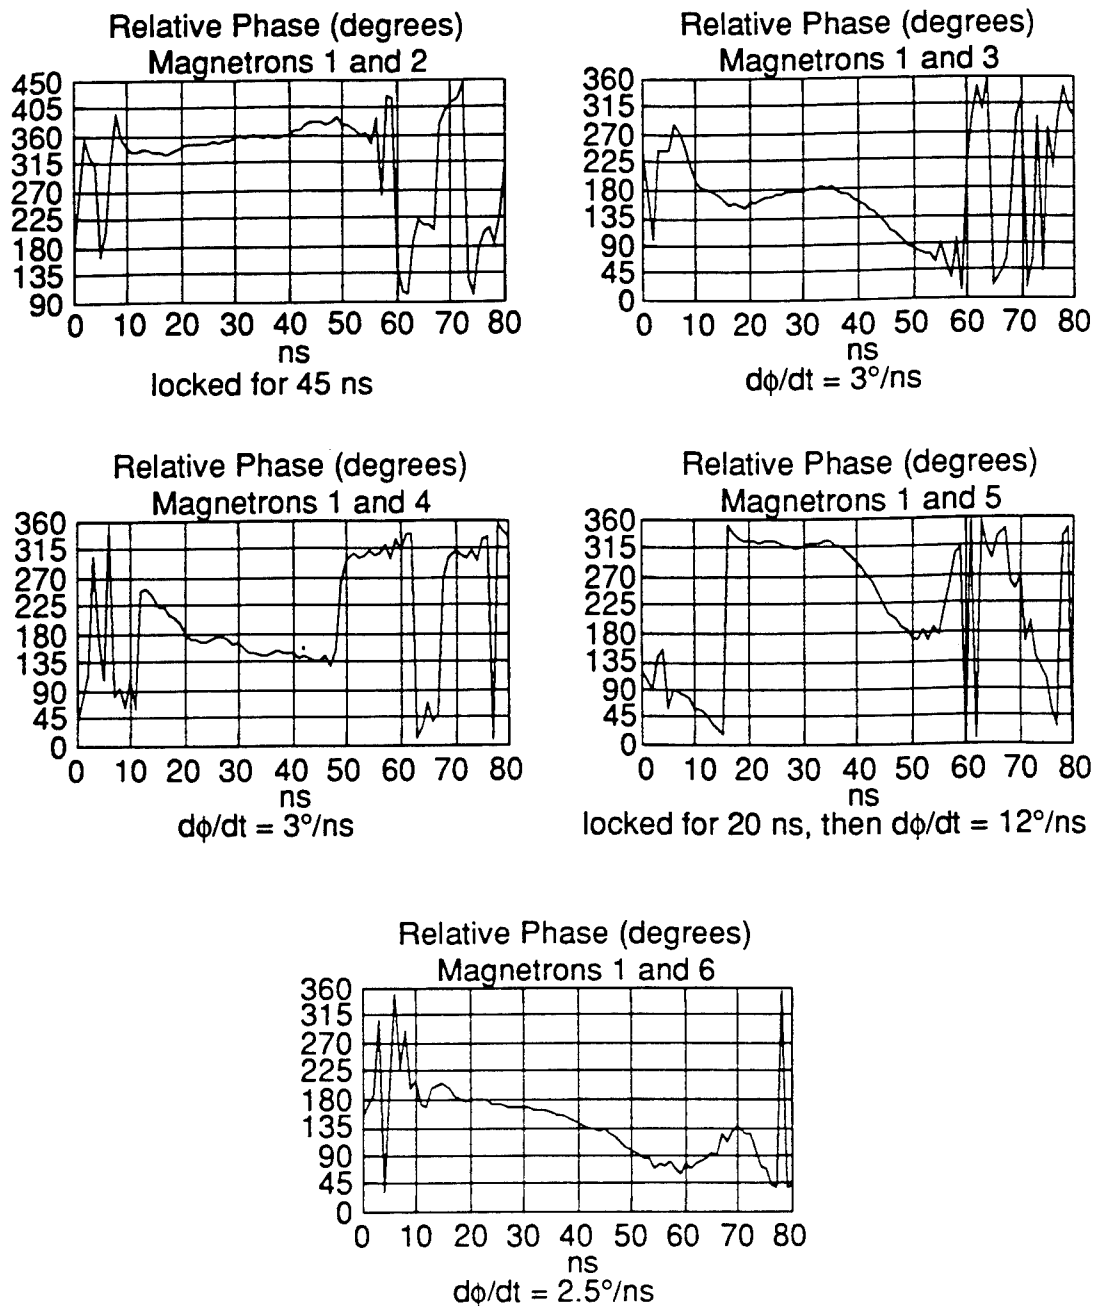 Relative Phase (degrees)
Magnetrons 1 and 2
450
405
360
315
270
225
180
135
90
0 10 20 30 40 50 60 70 80
ns
locked for 45 ns
Relative Phase (degrees)
Magnetrons 1 and 3
360
315
270
225
180
135
90
45
0
0 10 20 30 40 50 60 70 80
ns
dϕ/dt = 3°/ns
Relative Phase (degrees)
Magnetrons 1 and 4
360
315
270
225
180
135
90
45
0
0 10 20 30 40 50 60 70 80
ns
dϕ/dt = 3°/ns
Relative Phase (degrees)
Magnetrons 1 and 5
360
315
270
225
180
135
90
45
0
0 10 20 30 40 50 60 70 80
ns
locked for 20 ns, then dϕ/dt = 12°/ns
Relative Phase (degrees)
Magnetrons 1 and 6
360
315
270
225
180
135
90
45
0
0 10 20 30 40 50 60 70 80
ns
dϕ/dt = 2.5°/ns